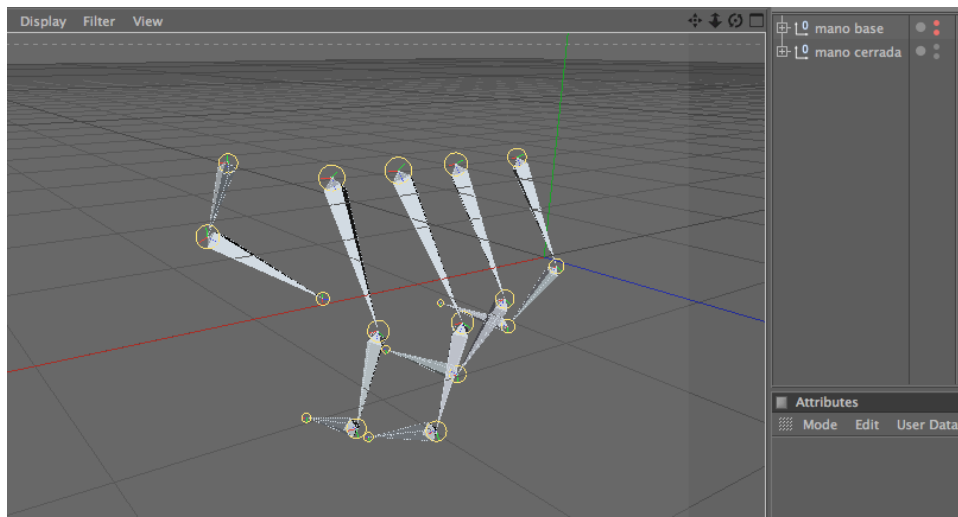 Display Filter View
mano base
mano cerrada
Attributes
Mode Edit User Data